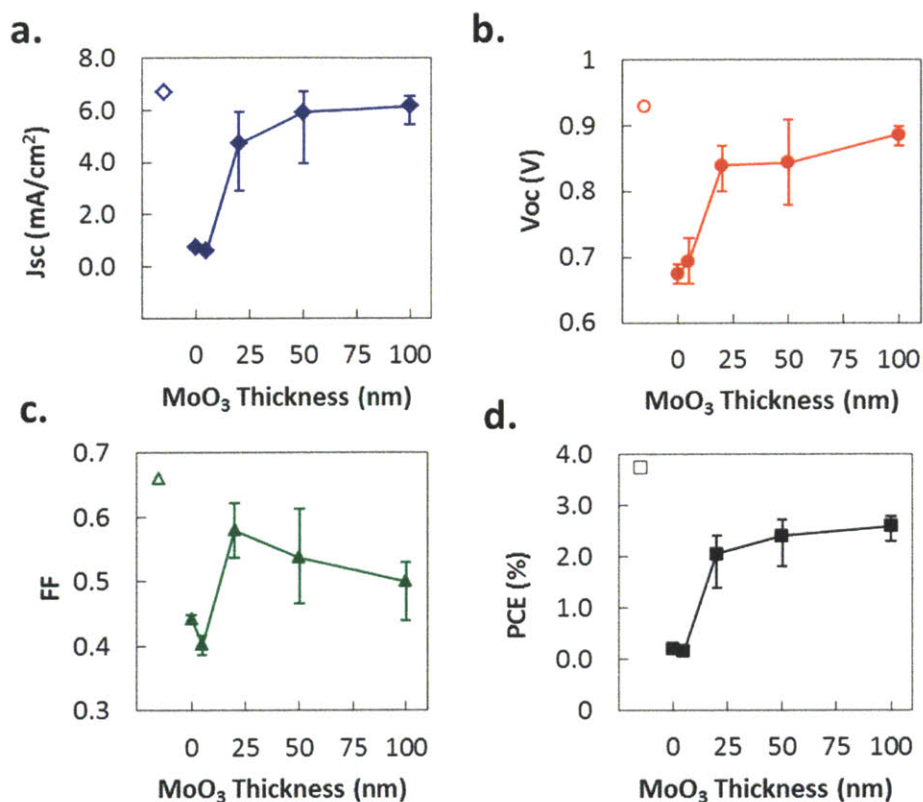 a.
8.0
6.0
4.0
2.0
0.0
Jsc (mA/cm²)
0 25 50 75 100
MoO₃ Thickness (nm)
b.
1
0.9
0.8
0.7
0.6
Voc (V)
0 25 50 75 100
MoO₃ Thickness (nm)
c.
0.7
0.6
0.5
0.4
0.3
FF
0 25 50 75 100
MoO₃ Thickness (nm)
d.
4.0
3.0
2.0
0.0
0
PCE (%)
0 25 50 75 100
MoO₃ Thickness (nm)